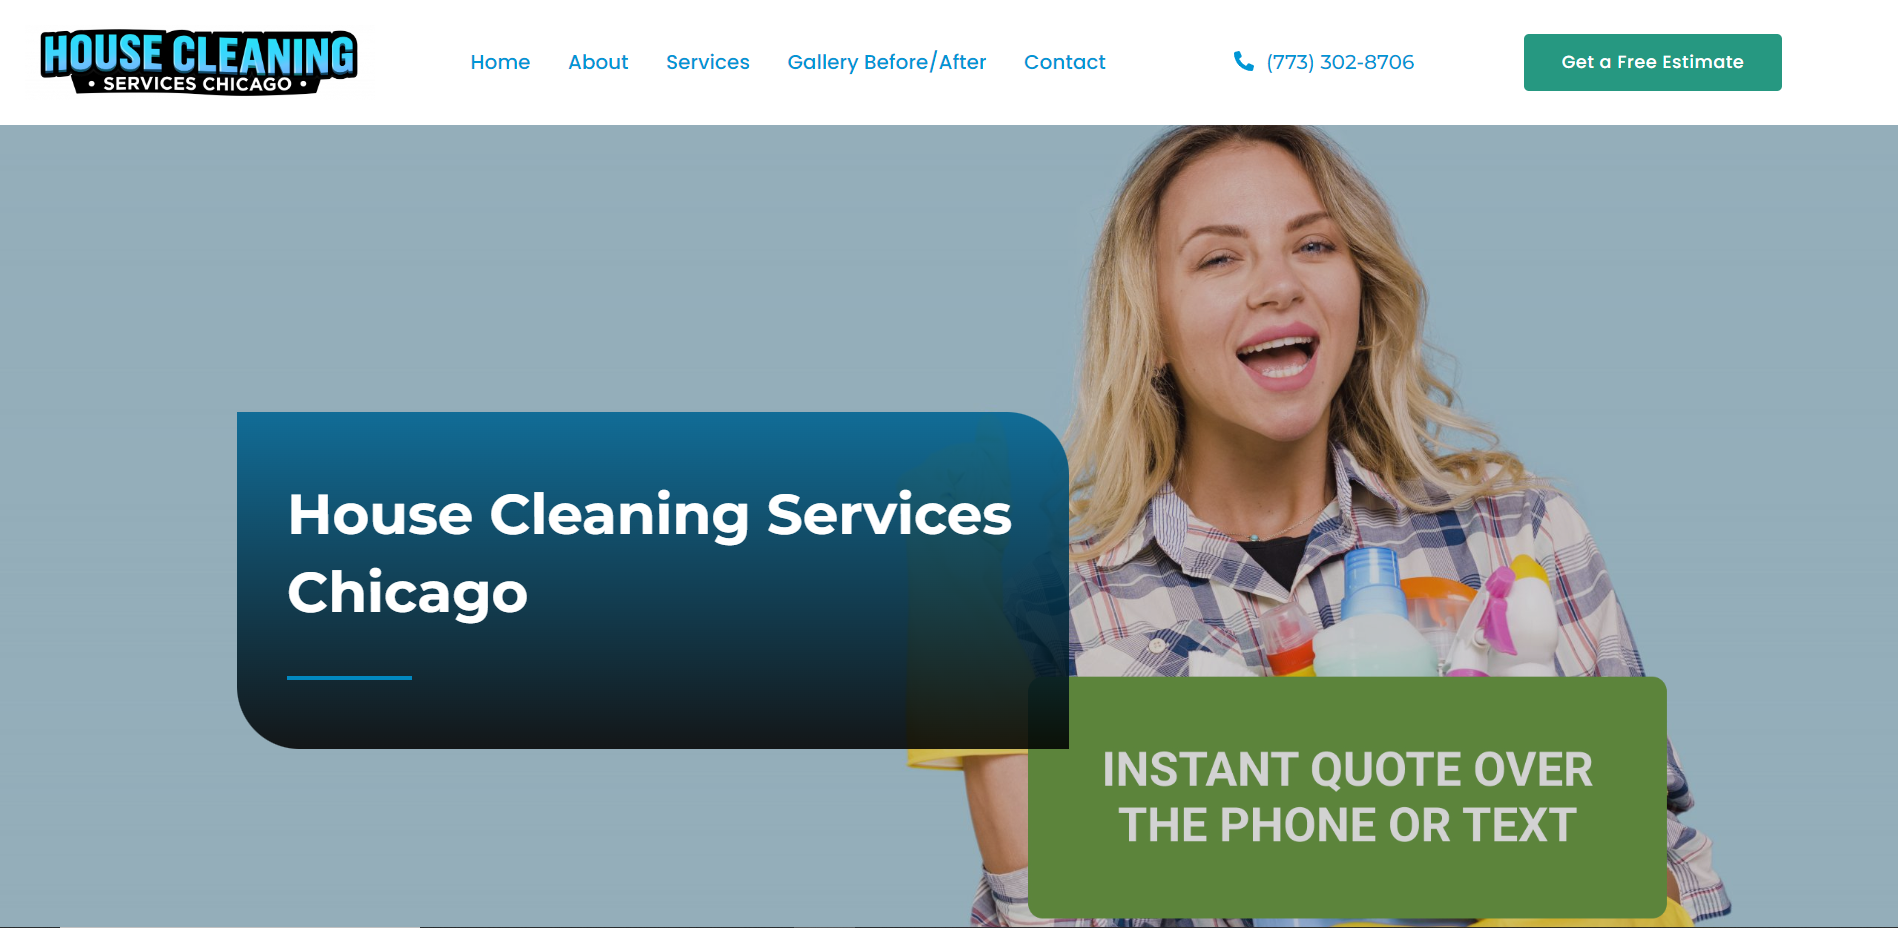 HOUSE CLEANING
• SERVICES CHICAGO •
Home About Services Gallery Before/After Contact (773) 302-8706 Get a Free Estimate
House Cleaning Services
Chicago
INSTANT QUOTE OVER
THE PHONE OR TEXT